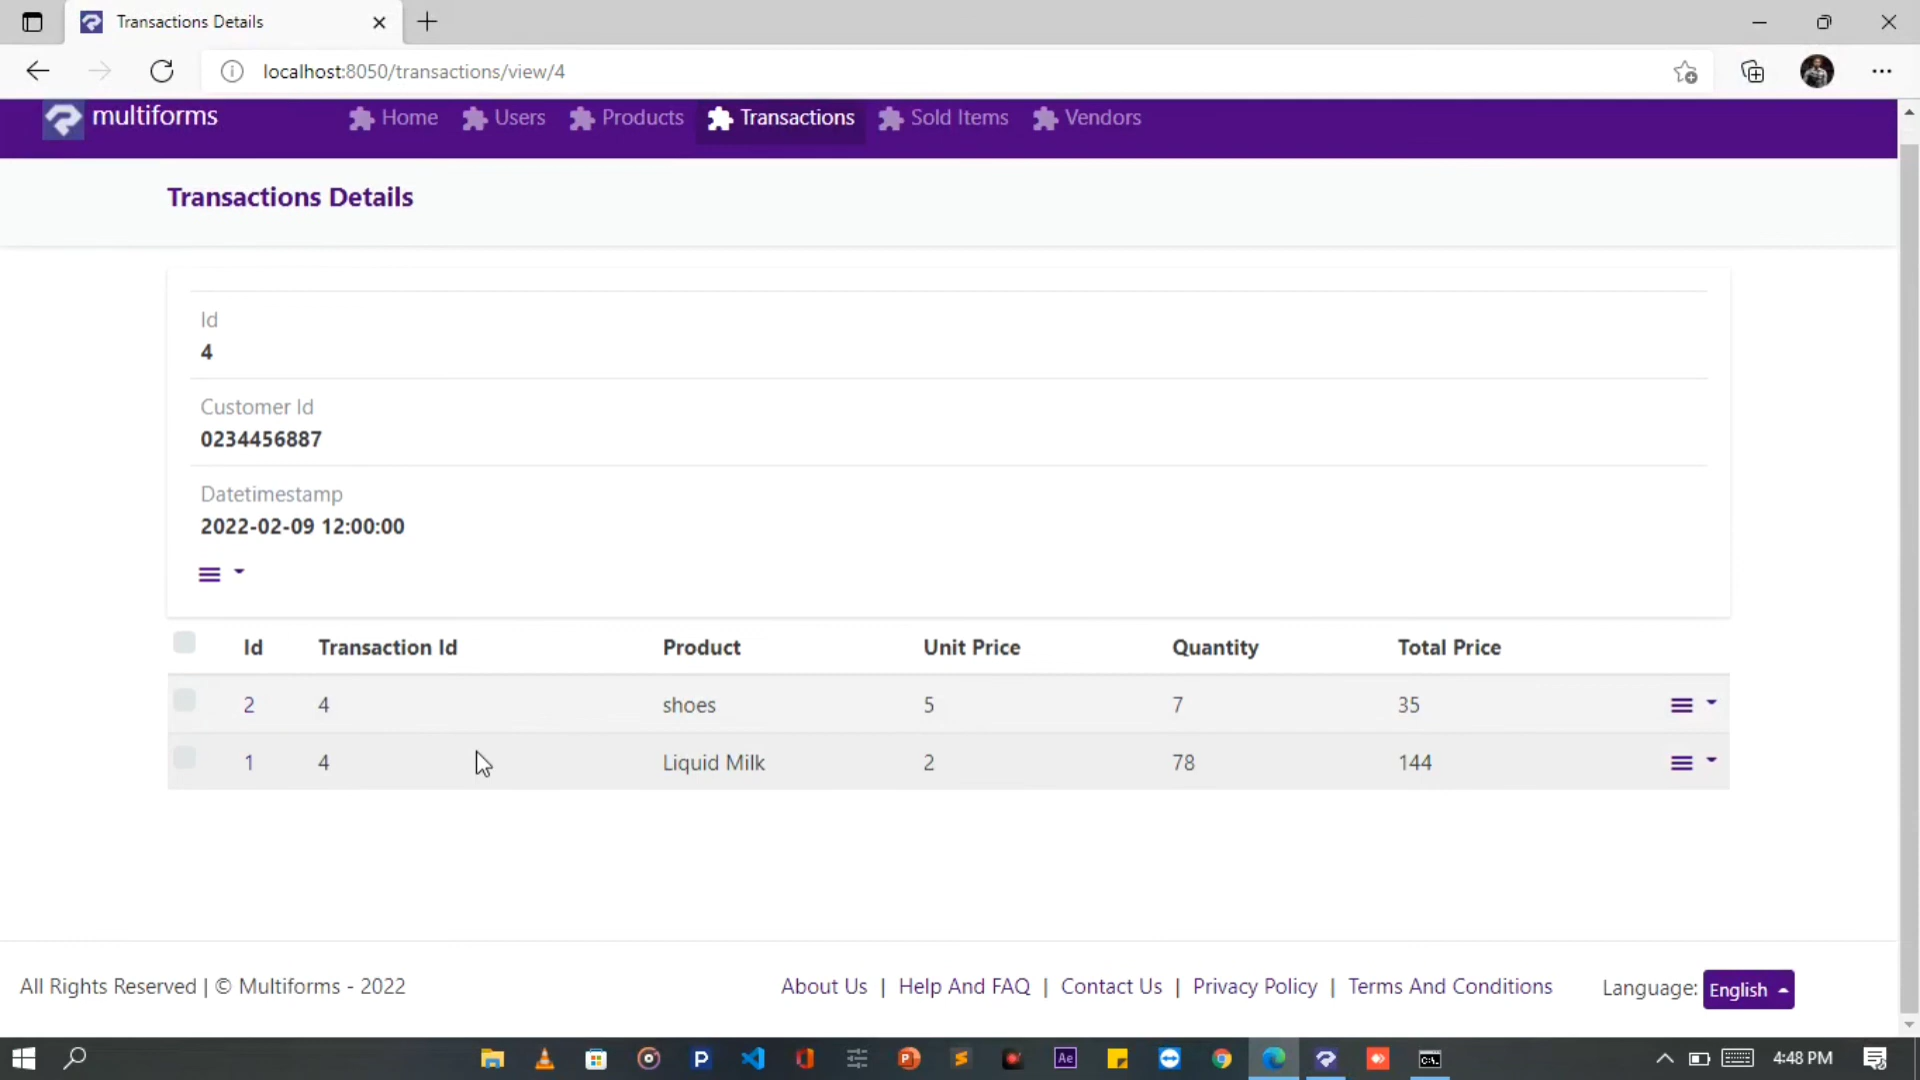 Transactions Details
localhost:8050/transactions/view/4
multiforms Home Users Products Transactions Sold Items Vendors
Transactions Details
Id
4
Customer Id
0234456887
Datetimestamp
2022-02-09 12:00:00
Id Transaction Id Product Unit Price Quantity Total Price
2 4 shoes 5 7 35
1 4 Liquid Milk 2 78 144
All Rights Reserved | © Multiforms - 2022 About Us | Help And FAQ | Contact Us | Privacy Policy | Terms And Conditions Language: English
P Ae 4:48 PM